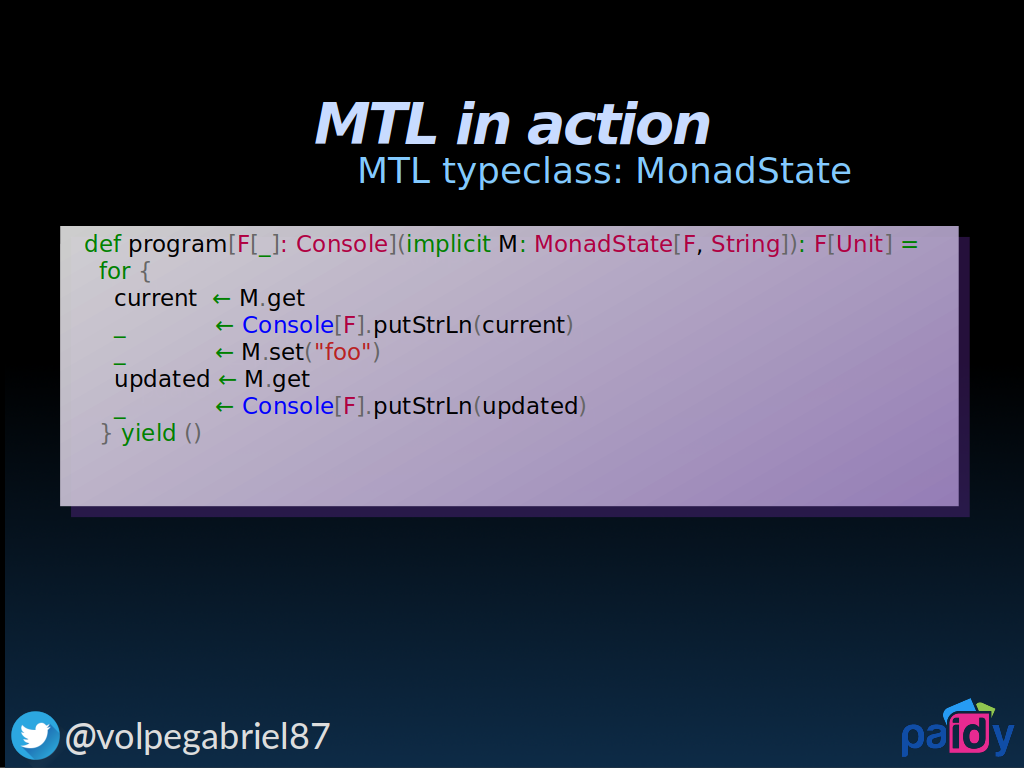 MTL in action
MTL typeclass: MonadState
def program[F[_]: Console](implicit M: MonadState[F, String]): F[Unit] =
  for {
    current  ← M.get
    _        ← Console[F].putStrLn(current)
    _        ← M.set("foo")
    updated ← M.get
    _        ← Console[F].putStrLn(updated)
  } yield ()
@volpegabriel87
paidy